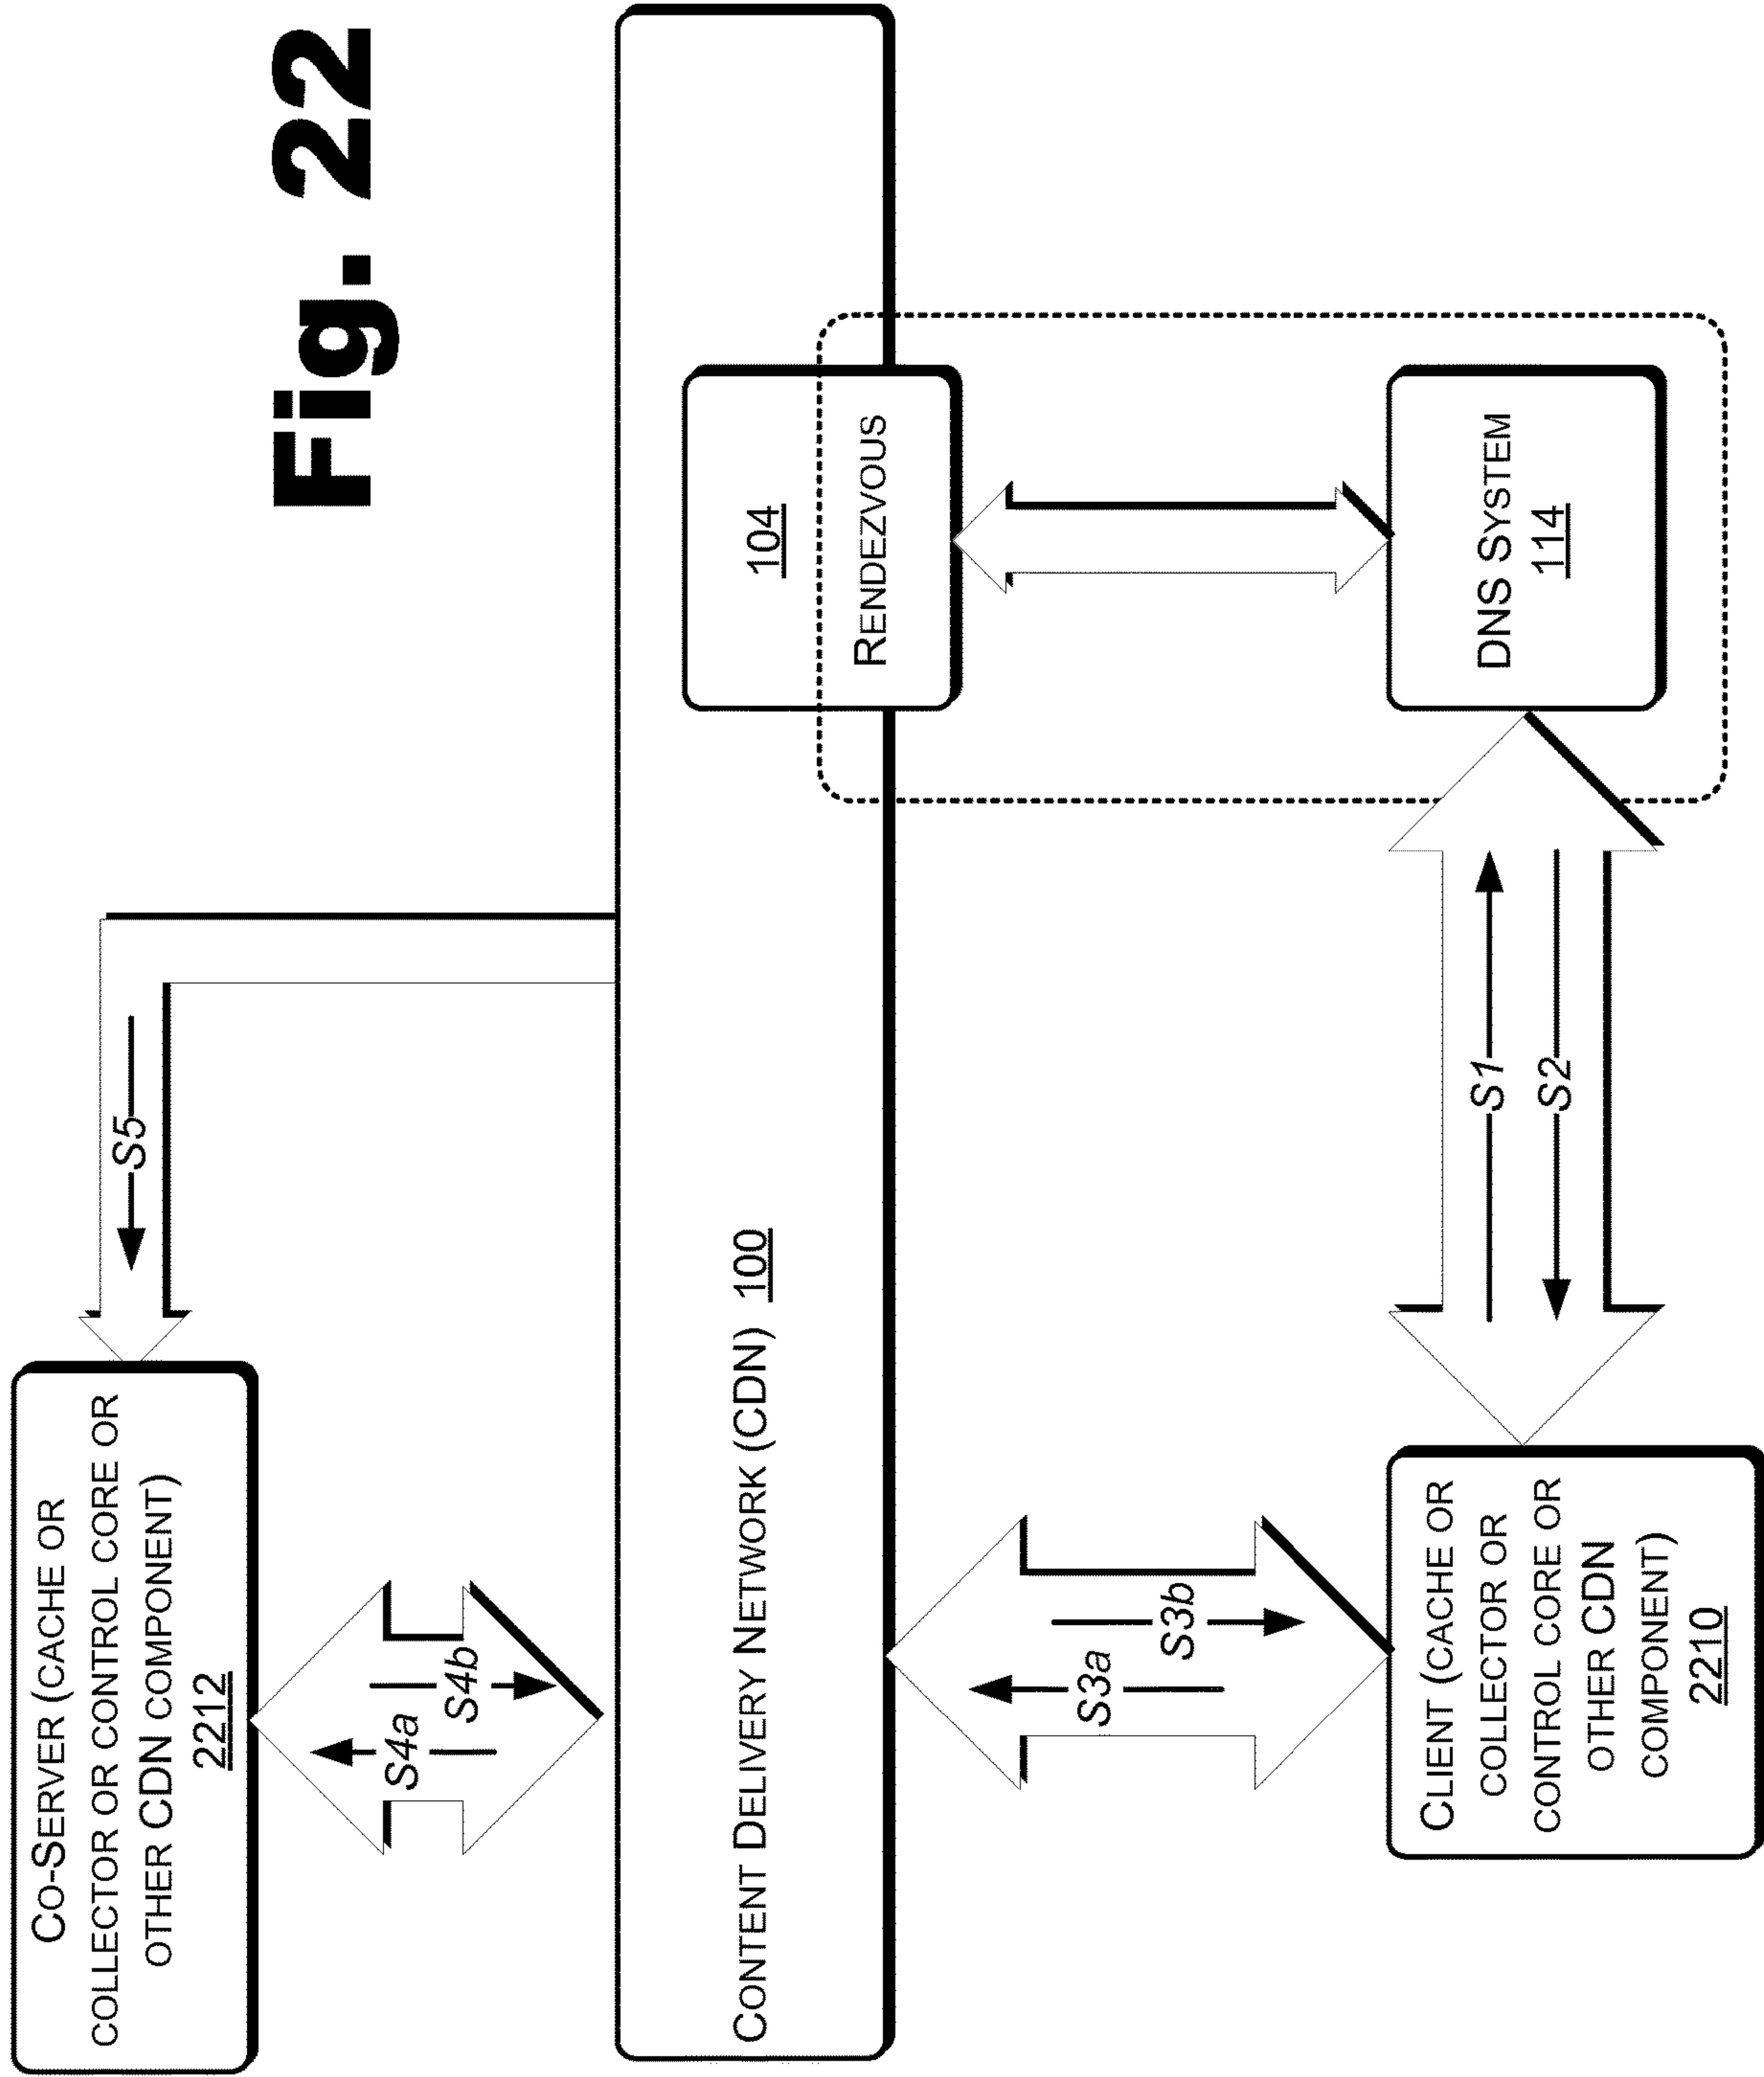 Fig. 22
CO-SERVER (CACHE OR
COLLECTOR OR CONTROL CORE OR
OTHER CDN COMPONENT)
2212
S5
S4a
S4b
CONTENT DELIVERY NETWORK (CDN) 100
104
RENDEZVOUS
S3a
S3b
CLIENT (CACHE OR
COLLECTOR OR
CONTROL CORE OR
OTHER CDN
COMPONENT)
2210
S1
S2
DNS SYSTEM
114